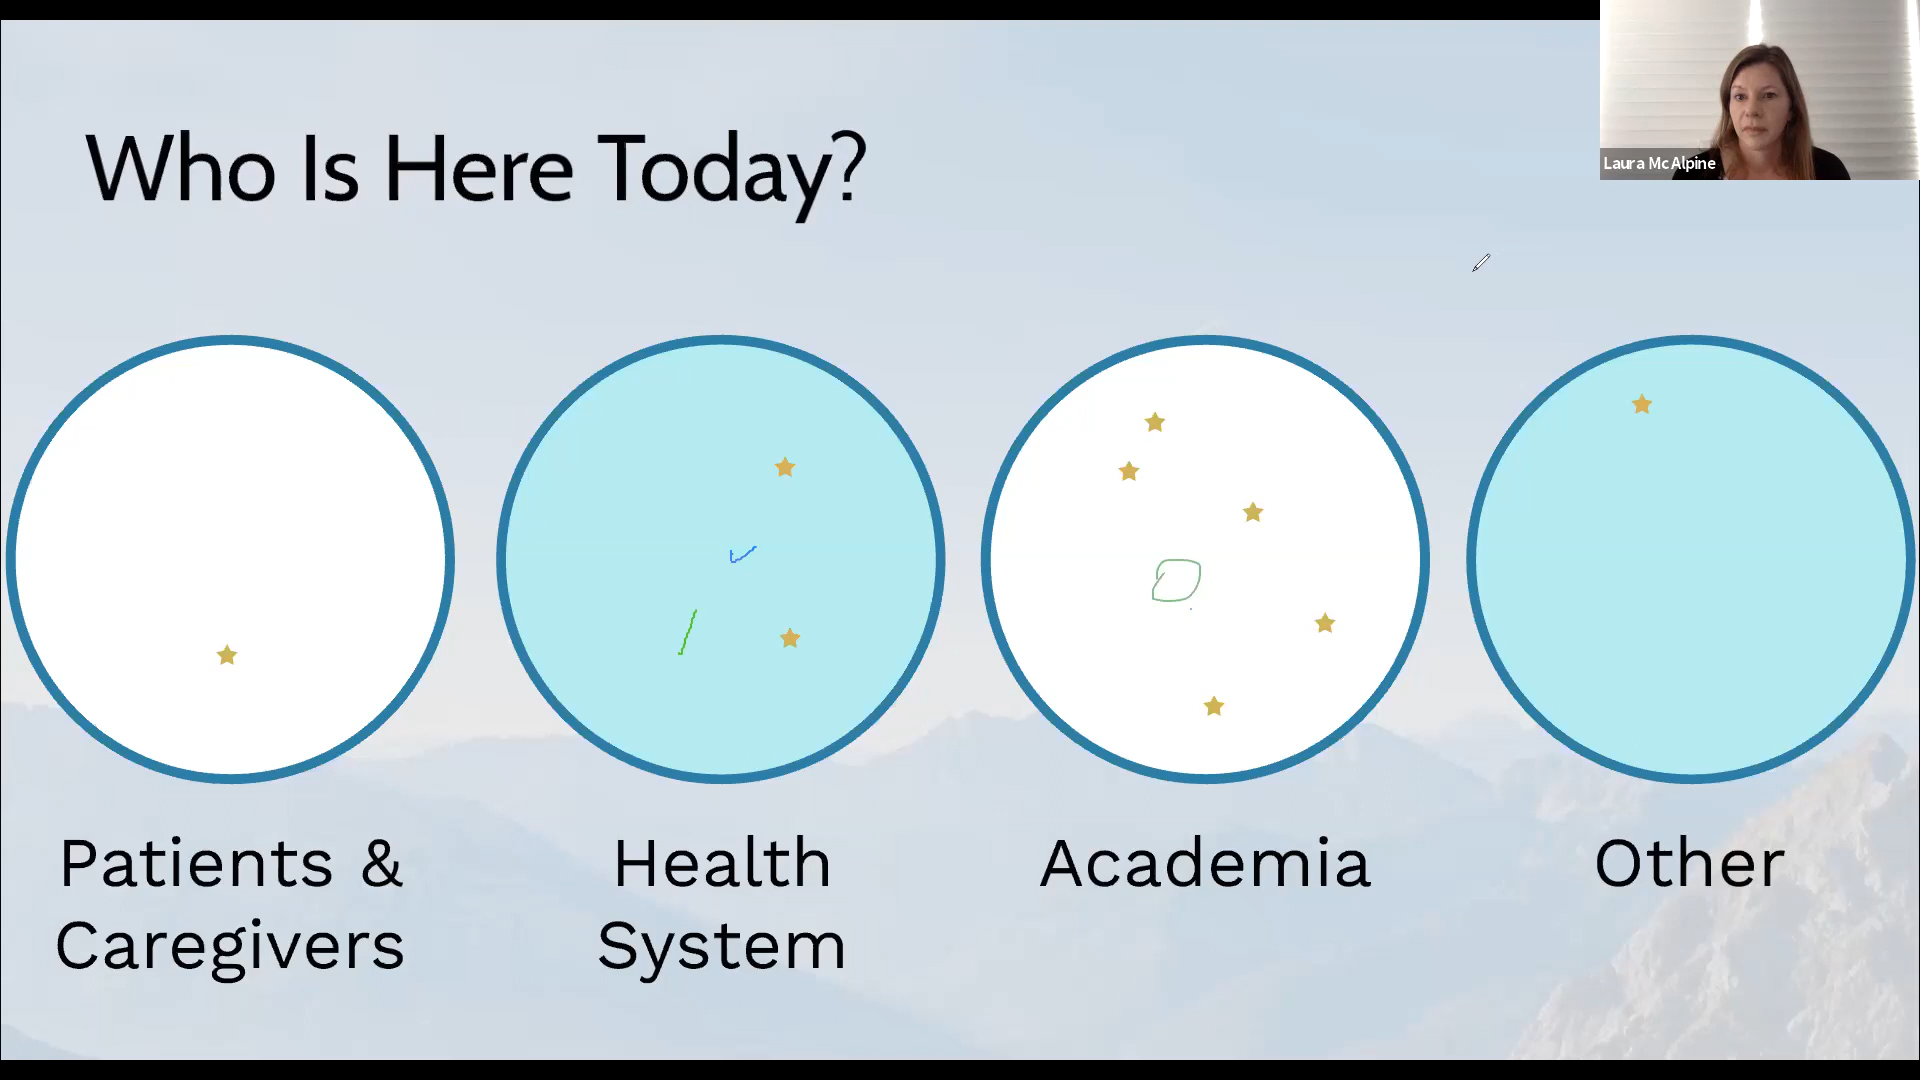 Who Is Here Today?
Laura McAlpine
Patients &
Caregivers
Health
System
Academia
Other